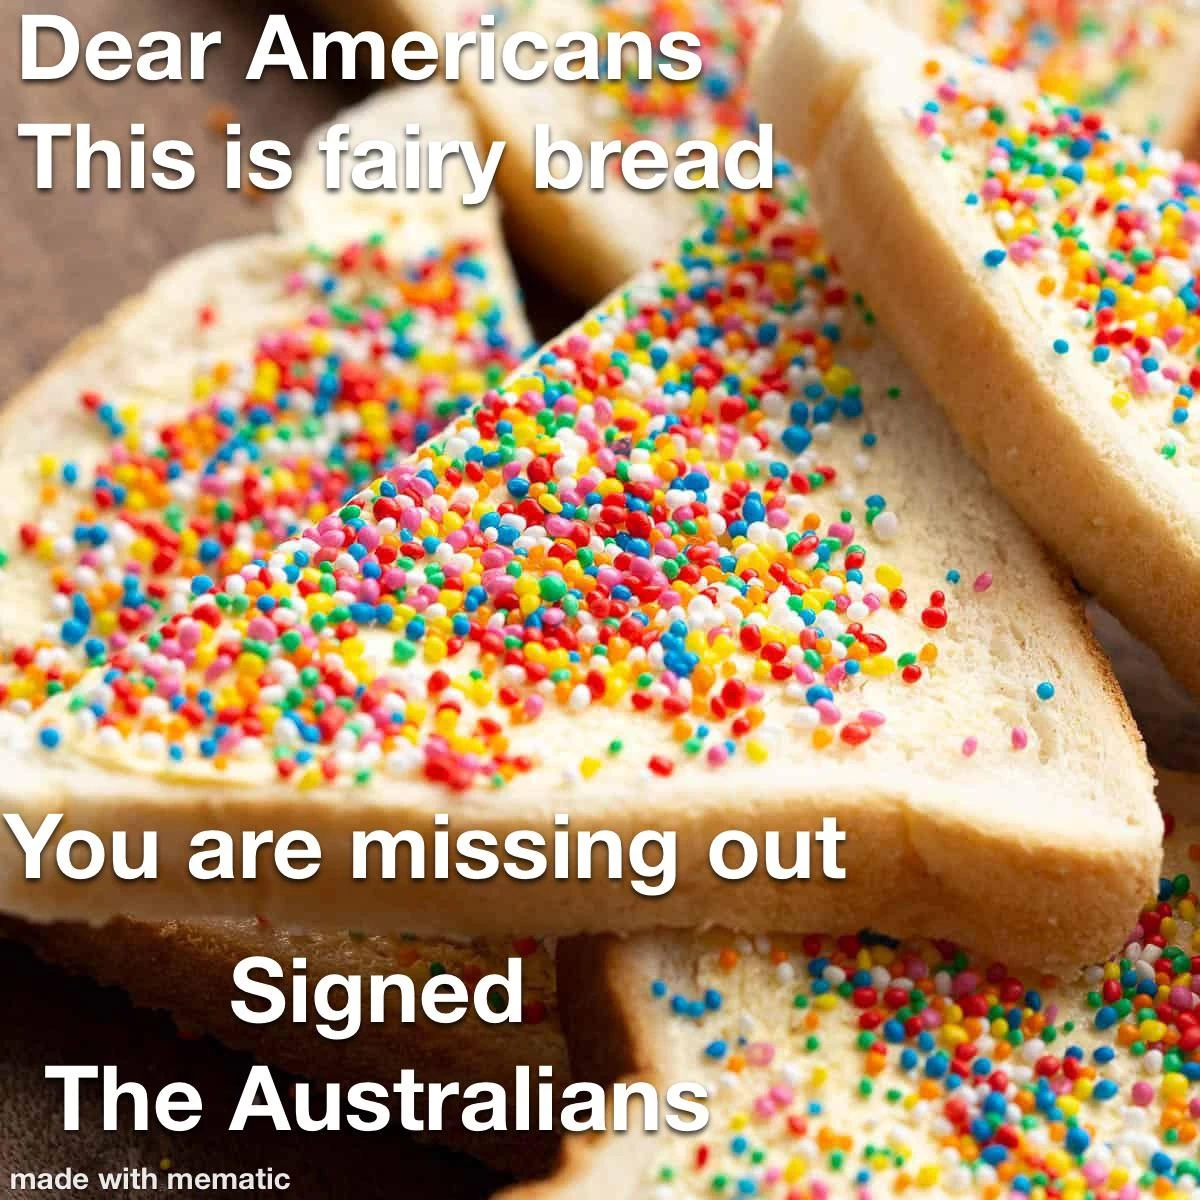 Dear Americans
This is fairy bread
You are missing out
Signed
The Australians
made with mematic